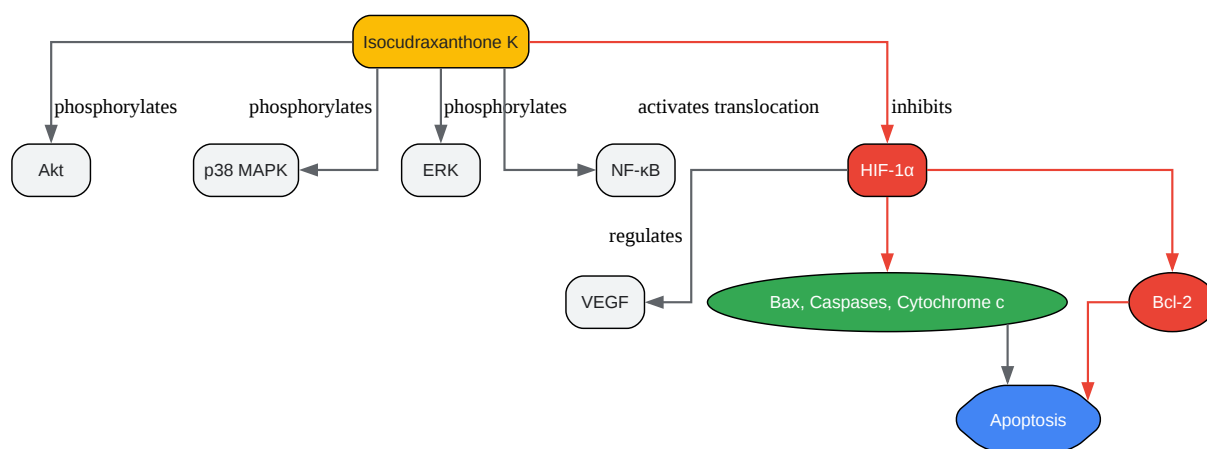 Isocudraxanthone K
phosphorylates
phosphorylates
phosphorylates
activates translocation
inhibits
Akt
p38 MAPK
ERK
NF-κB
HIF-1α
regulates
VEGF
Bax, Caspases, Cytochrome c
Bcl-2
Apoptosis